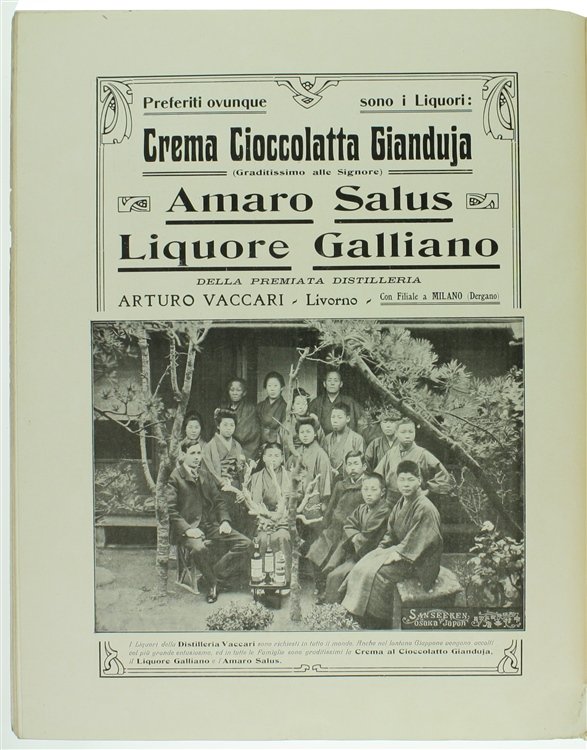 Preferiti ovunque sono i Liquori:
Crema Cioccolatta Gianduja
(Graditissimo alle Signore)
Amaro Salus
Liquore Galliano
DELLA PREMIATA DISTILLERIA
ARTURO VACCARI - Livorno - Con Filiale a MILANO (Dergano)
SANSEEKEN
OSAKA JAPON
I Liquori della Distilleria Vaccari sono richiesti in tutto il mondo. Anche nel lontano Giappone vengono accolti
col più grande entusiasmo, ed in tutte le Famiglie sono graditissimi la Crema al Cioccolatto Gianduja,
il Liquore Galliano e l'Amaro Salus.